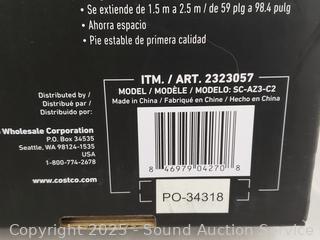 • Se extiende de 1.5 m a 2.5 m / de 59 plg a 98.4 pulg
• Ahorra espacio
• Pie estable de primera calidad
ITM. / ART. 2323057
MODEL / MODÈLE / MODELO: SC-AZ3-C2
Made in China / Fabriqué en Chine / Hecho en China
Distributed by /
Distribué par /
Distribuido por:
Wholesale Corporation
P.O. Box 34535
Seattle, WA 98124-1535
USA
1-800-774-2678
www.costco.com
8 46979 04270 8
PO-34318
Copyright © 2025 - Sound Auction Service